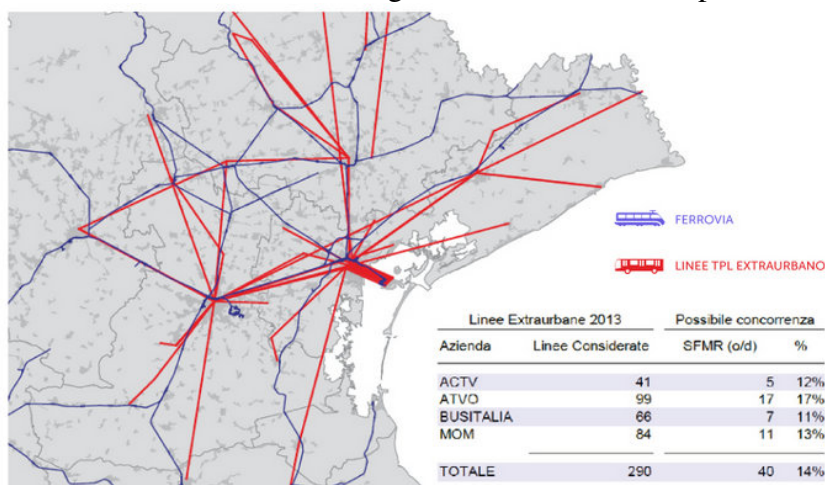 FERROVIA
LINEE TPL EXTRAURBANO
Linee Extraurbane 2013 Possibile concorrenza
Azienda Linee Considerate SFMR (o/d) %
ACTV 41 5 12%
ATVO 99 17 17%
BUSITALIA 66 7 11%
MOM 84 11 13%
TOTALE 290 40 14%